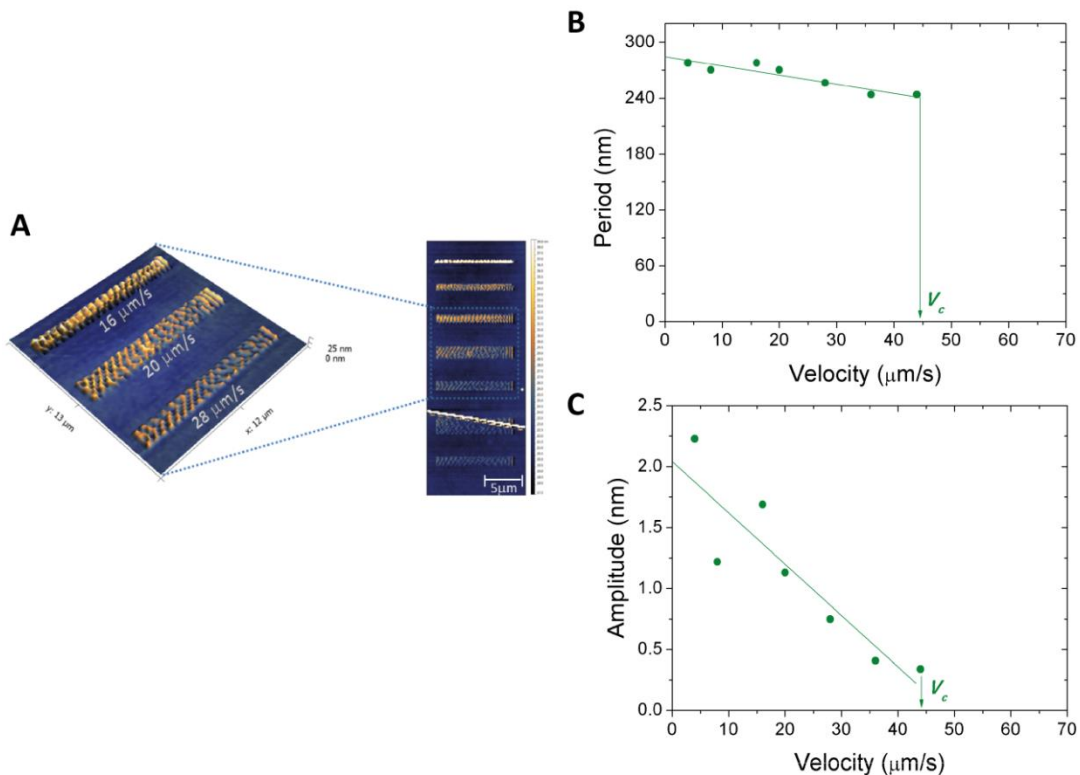 A
16 μm/s
20 μm/s
28 μm/s
25 nm
0 nm
y: 13 μm
x: 12 μm
5μm
B
300
240
180
120
60
0
Period (nm)
0 10 20 30 40 50 60 70
Velocity (μm/s)
Vc
C
2.5
2.0
1.5
1.0
0.5
0.0
Amplitude (nm)
0 10 20 30 40 50 60 70
Velocity (μm/s)
Vc